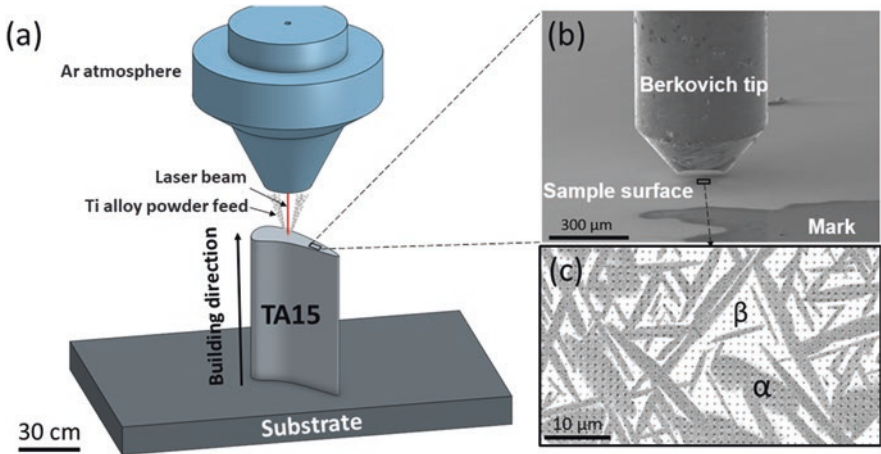 (a)
Ar atmosphere
Laser beam
Ti alloy powder feed
Building direction
TA15
Substrate
30 cm
(b)
Berkovich tip
Sample surface
300 μm
Mark
(c)
β
α
10 μm